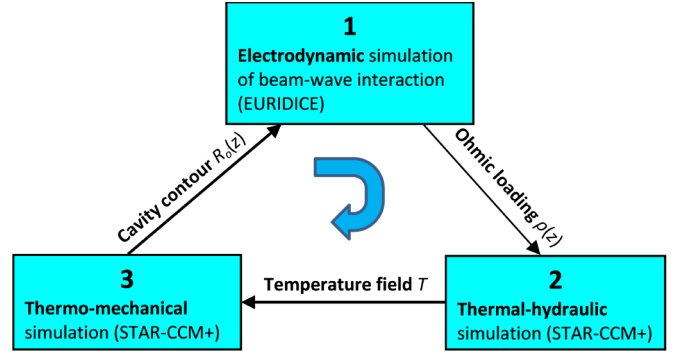 1
Electrodynamic simulation
of beam-wave interaction
(EURIDICE)
Cavity contour Rₒ(z)
Ohmic loading ρ(z)
3
Thermo-mechanical
simulation (STAR-CCM+)
Temperature field T
2
Thermal-hydraulic
simulation (STAR-CCM+)